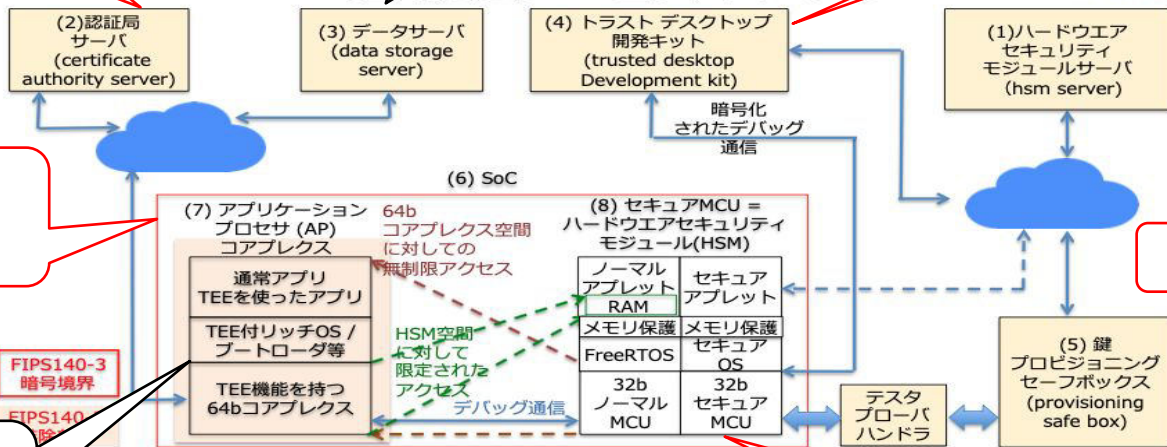 (2)認証局
サーバ
(certificate
authority server)
(3) データサーバ
(data storage
server)
(4) トラスト デスクトップ
開発キット
(trusted desktop
Development kit)
(1)ハードウエア
セキュリティ
モジュールサーバ
(hsm server)
暗号化
されたデバッグ
通信
(6) SoC
(7) アプリケーション
プロセサ (AP)
コアプレクス
64b
コアプレクス空間
に対しての
無制限アクセス
(8) セキュアMCU =
ハードウエアセキュリティ
モジュール(HSM)
通常アプリ
TEEを使ったアプリ
TEE付リッチOS /
ブートローダ等
TEE機能を持つ
64bコアプレクス
HSM空間
に対して
限定された
アクセス
デバッグ通信
ノーマル
アプレット
RAM
メモリ保護
FreeRTOS
32b
ノーマル
MCU
セキュア
アプレット
メモリ保護
セキュア
OS
32b
セキュア
MCU
テスタ
プローバ
ハンドラ
(5) 鍵
プロビジョニング
セーフボックス
(provisioning
safe box)
FIPS140-3
暗号境界
FIPS140-